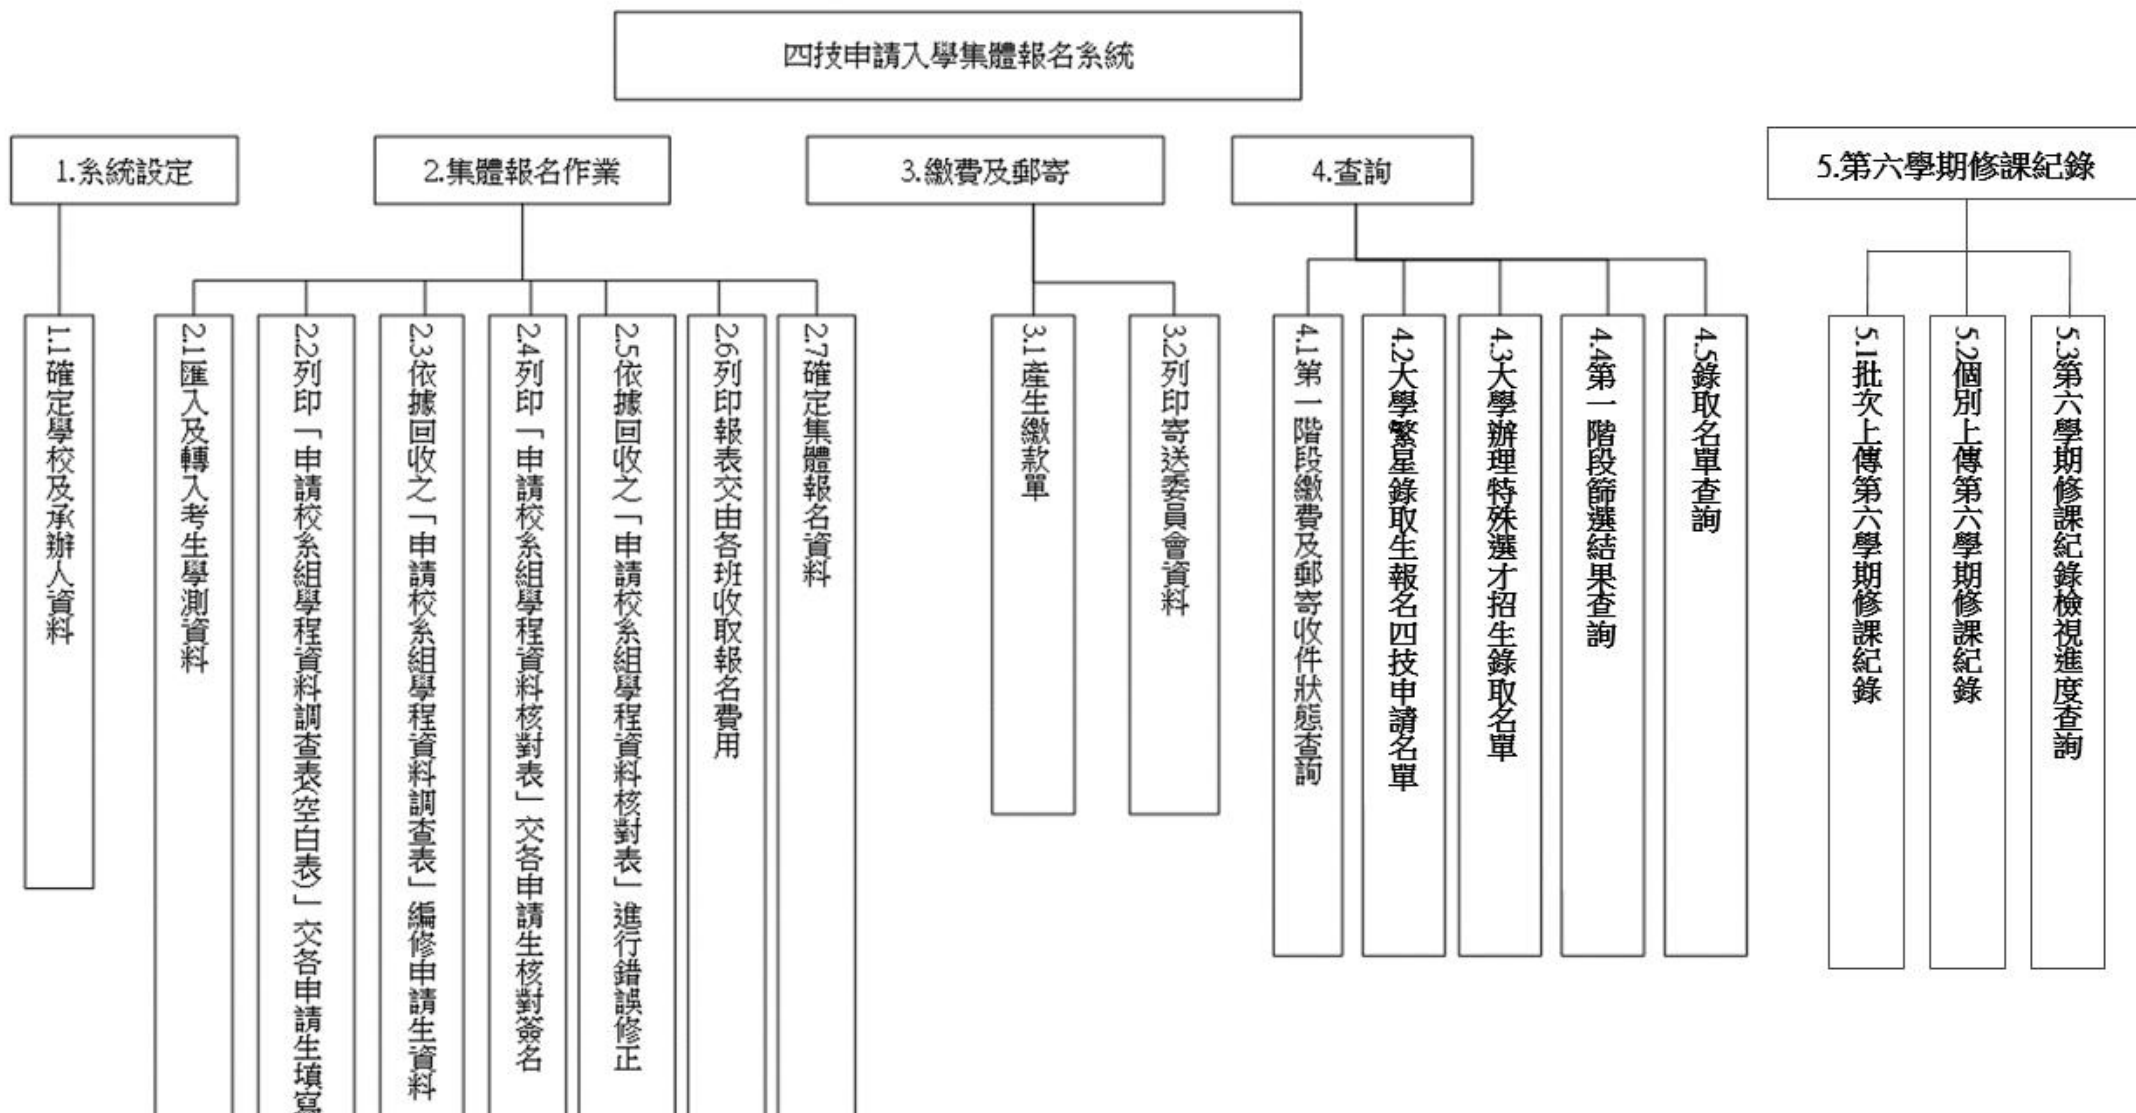 四技申請入學集體報名系統
1.系統設定
2.集體報名作業
3.繳費及郵寄
4.查詢
5.第六學期修課紀錄
1.1確定學校及承辦人資料
2.1匯入及轉入考生學測資料
2.2列印「申請校系組學程資料調查表(空白表)」交各申請生填寫
2.3依據回收之「申請校系組學程資料調查表」編修申請生資料
2.4列印「申請校系組學程資料核對表」交各申請生核對簽名
2.5依據回收之「申請校系組學程資料核對表」進行錯誤修正
2.6列印報表交由各班收取報名費用
2.7確定集體報名資料
3.1產生繳款單
3.2列印寄送委員會資料
4.1第一階段繳費及郵寄收件狀態查詢
4.2大學繁星錄取生報名四技申請名單
4.3大學辦理特殊選才招生錄取名單
4.4第一階段篩選結果查詢
4.5錄取名單查詢
5.1批次上傳第六學期修課紀錄
5.2個別上傳第六學期修課紀錄
5.3第六學期修課紀錄檢視進度查詢